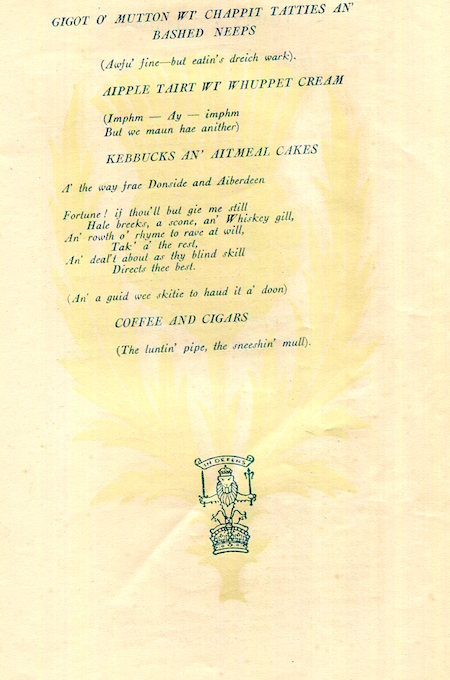 GIGOT O' MUTTON WI' CHAPPIT TATTIES AN'
BASHED NEEPS
(Awfu' fine—but eatin's dreich wark).
AIPPLE TAIRT WI' WHUPPET CREAM
(Imphm — Ay — imphm
But we maun hae anither)
KEBBUCKS AN' AITMEAL CAKES
A' the way frae Donside and Aiberdeen
Fortune! if thou'll but gie me still
Hale breeks, a scone, an' Whiskey gill,
An' rowth o' rhyme to rave at will,
Tak' a' the rest,
An' deal't about as thy blind skill
Directs thee best.
(An' a guid wee skitie to haud it a' doon)
COFFEE AND CIGARS
(The luntin' pipe, the sneeshin' mull).
IN DEFENS